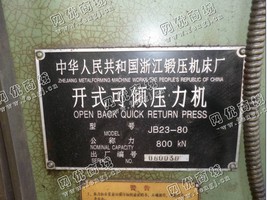 中华人民共和国浙江锻压机床厂
ZHEJIANG METALFORMING MACHINE WORKS PEOPLE'S REPUBLIC OF CHINA
开式可倾压力机
OPEN BACK QUICK RETURN PRESS
型 号
MODEL JB23-80
公 称 力
NOMINAL CAPACITY 800 kN
出 厂 编 号
警告